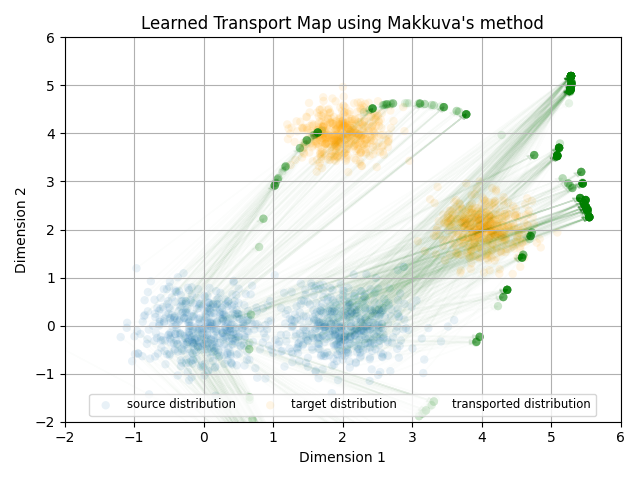 Learned Transport Map using Makkuva's method
6
5
4
3
2
1
0
−1
−2
Dimension 2
source distribution target distribution transported distribution
−2 −1 0 1 2 3 4 5 6
Dimension 1